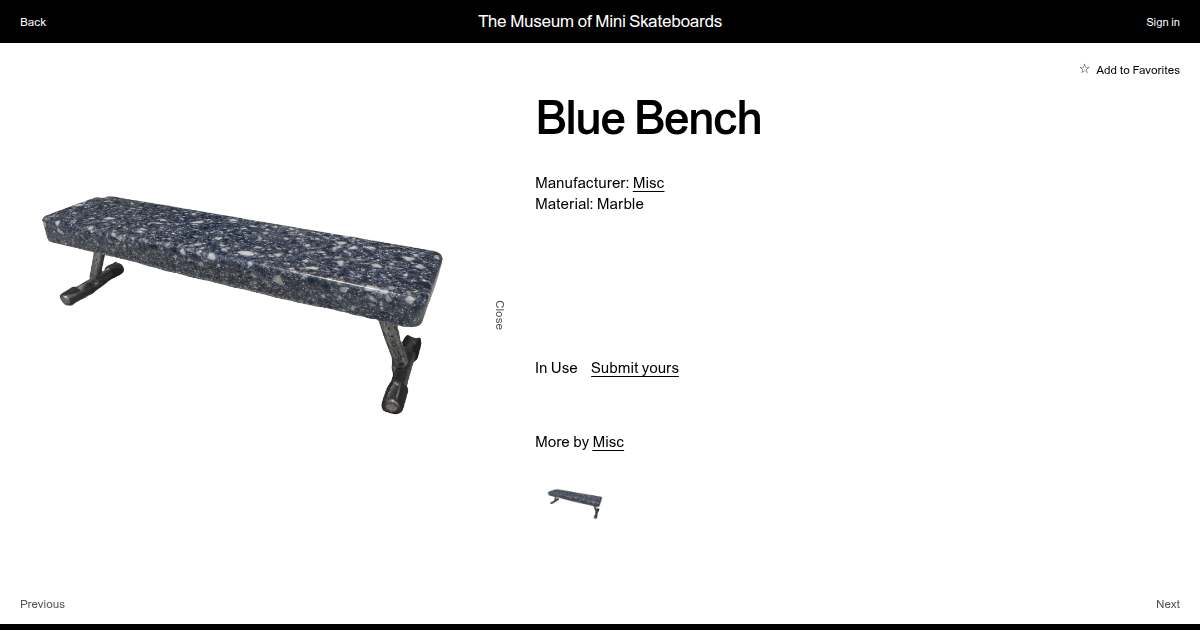 Back
The Museum of Mini Skateboards
Sign in
☆ Add to Favorites
Blue Bench
Manufacturer: Misc
Material: Marble
Close
In Use Submit yours
More by Misc
Previous
Next